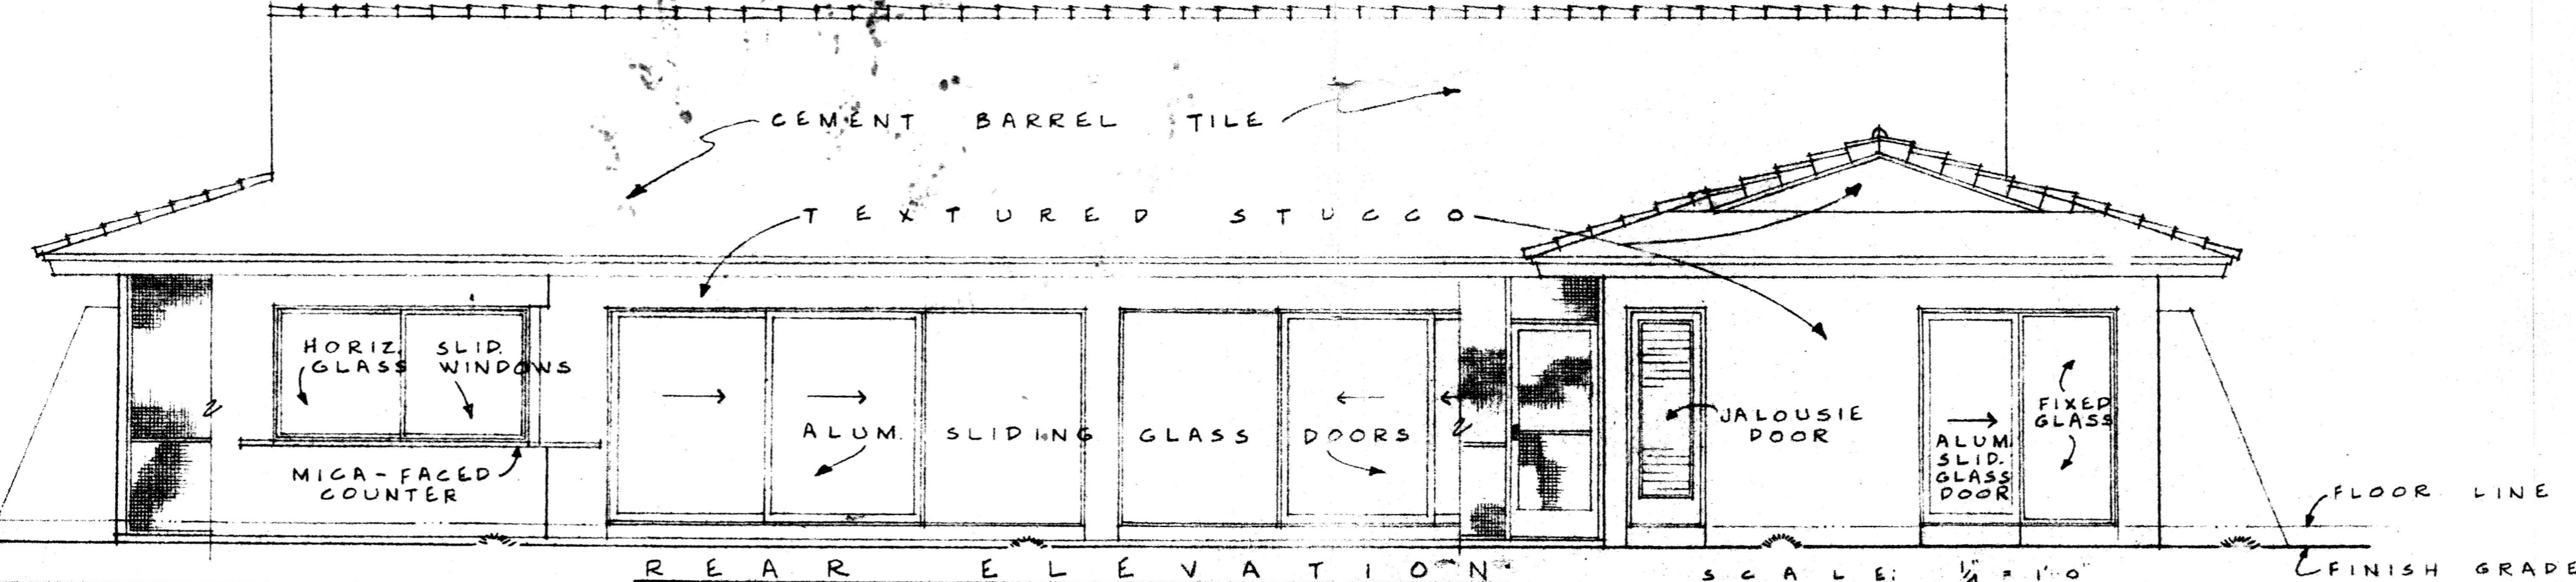 CEMENT BARREL TILE
TEXTURED STUCCO
HORIZ. SLID.
GLASS WINDOWS
MICA-FACED
COUNTER
ALUM. SLIDING GLASS DOORS
JALOUSIE
DOOR
ALUM.
SLID.
GLASS
DOOR
FIXED
GLASS
FLOOR LINE
FINISH GRADE
REAR ELEVATION
SCALE: 1/4" = 1'0"